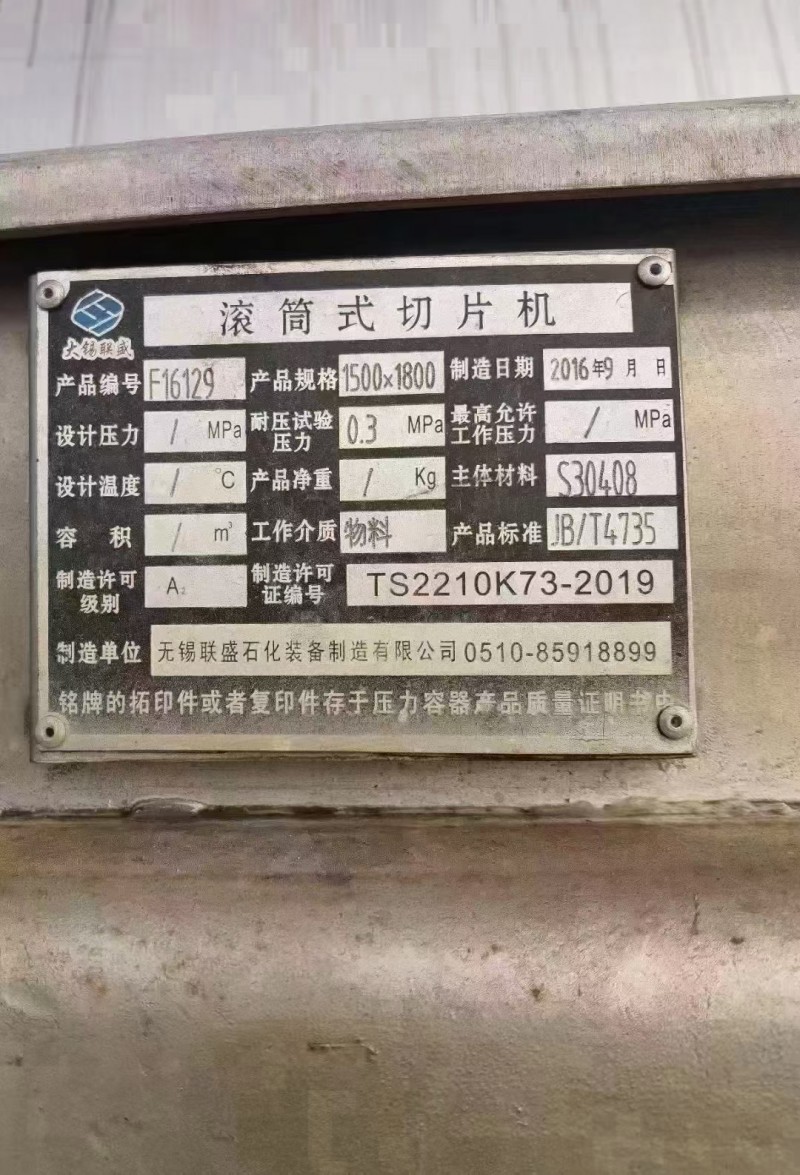 大锡联盛
滚筒式切片机
产品编号 F16129 产品规格 1500×1800 制造日期 2016年9月 日
设计压力 / MPa 耐压试验压力 0.3 MPa 最高允许工作压力 / MPa
设计温度 / ℃ 产品净重 / Kg 主体材料 S30408
容积 / m³ 工作介质 物料 产品标准 JB/T4735
制造许可级别 A₂ 制造许可证编号 TS2210K73-2019
制造单位 无锡联盛石化装备制造有限公司 0510-85918899
铭牌的拓印件或者复印件存于压力容器产品质量证明书中